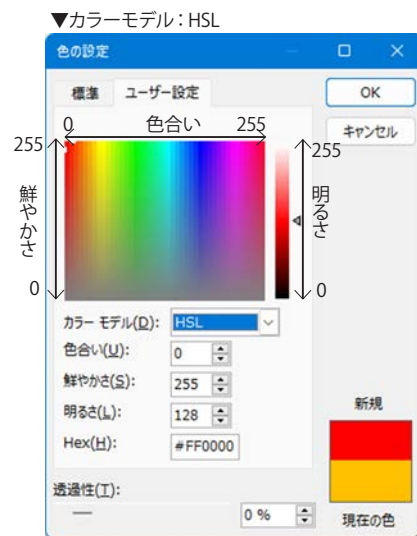 ▼カラーモデル：HSL
色の設定
標準 ユーザー設定
OK
キャンセル
0 色合い 255
255 鮮やかさ 0
255 明るさ 0
カラー モデル(D): HSL
色合い(U): 0
鮮やかさ(S): 255
明るさ(L): 128
Hex(H): #FF0000
新規
現在の色
透過性(T):
0 %